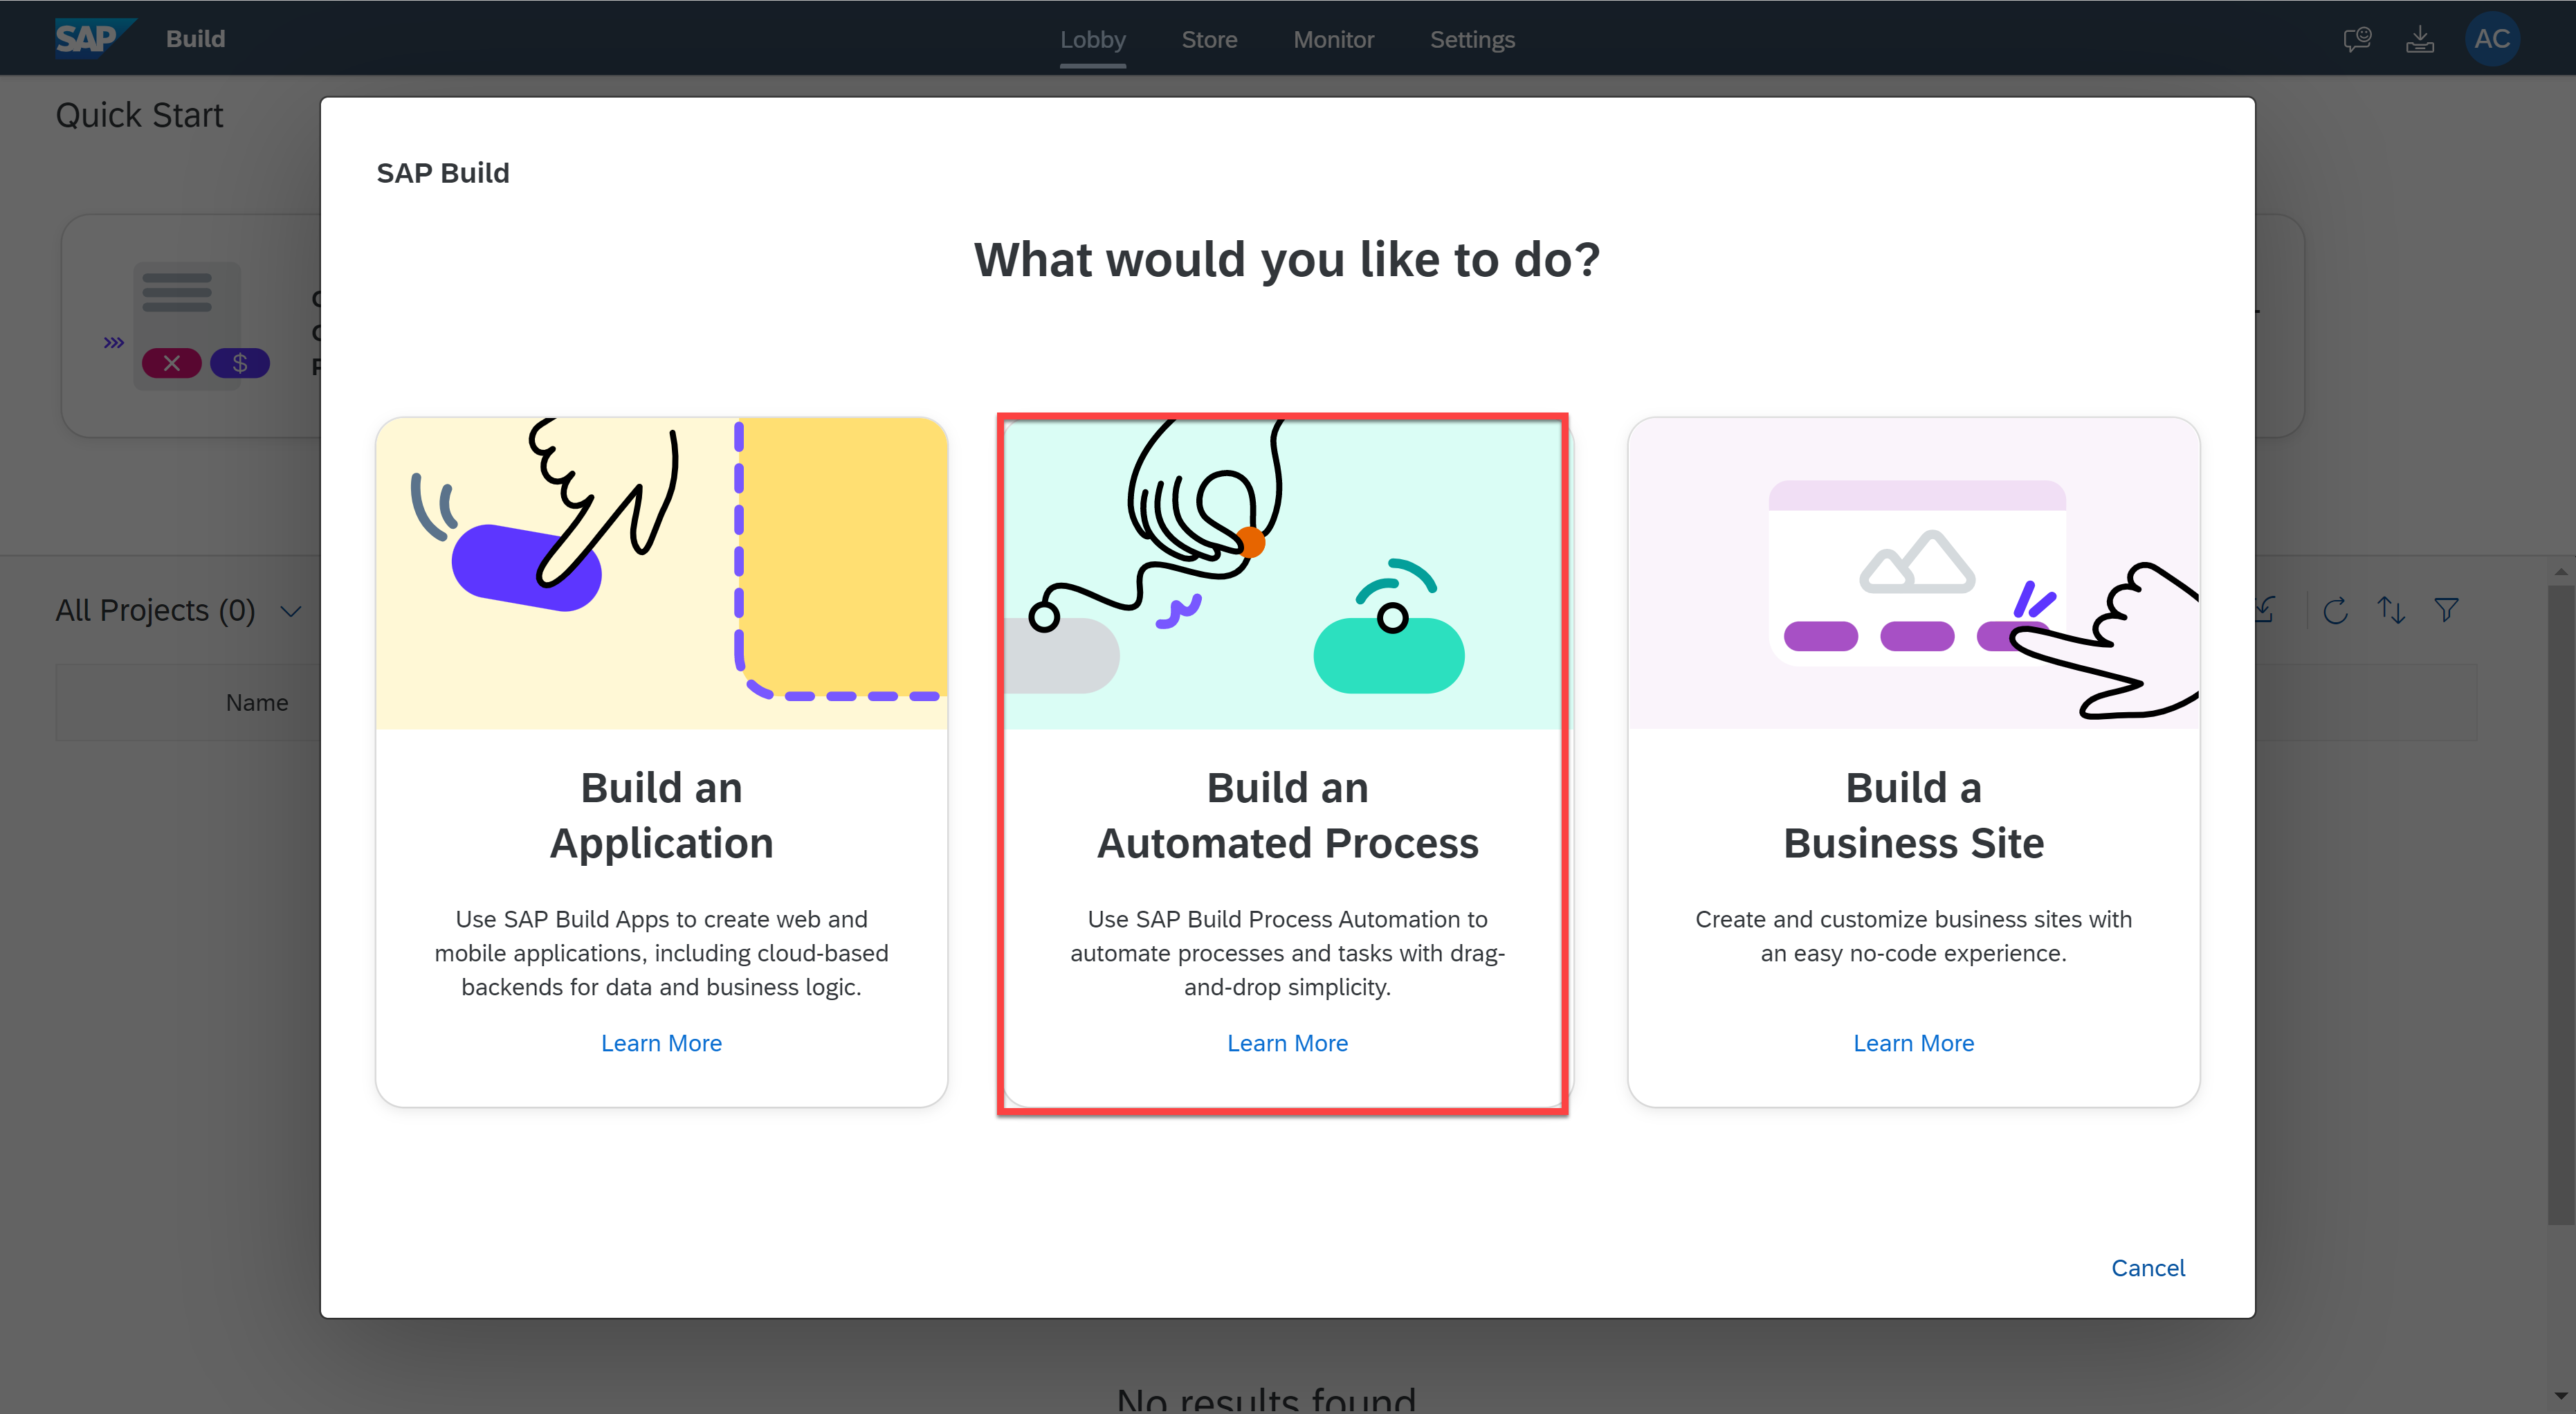 SAP Build
Lobby Store Monitor Settings
AC
Quick Start
SAP Build
What would you like to do?
$
All Projects (0)
Name
Build an
Application
Use SAP Build Apps to create web and
mobile applications, including cloud-based
backends for data and business logic.
Learn More
Build an
Automated Process
Use SAP Build Process Automation to
automate processes and tasks with drag-
and-drop simplicity.
Learn More
Build a
Business Site
Create and customize business sites with
an easy no-code experience.
Learn More
Cancel
No results found